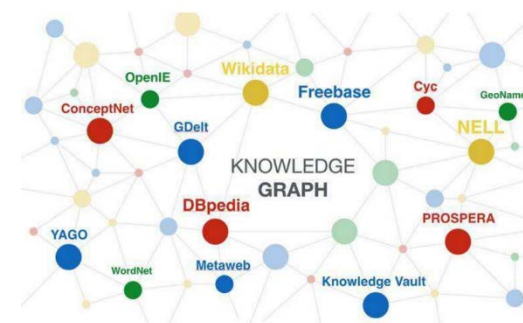 Wikidata
OpenIE
Freebase
Cyc
GeoName
ConceptNet
GDelt
NELL
KNOWLEDGE
GRAPH
DBpedia
PROSPERA
YAGO
WordNet
Metaweb
Knowledge Vault